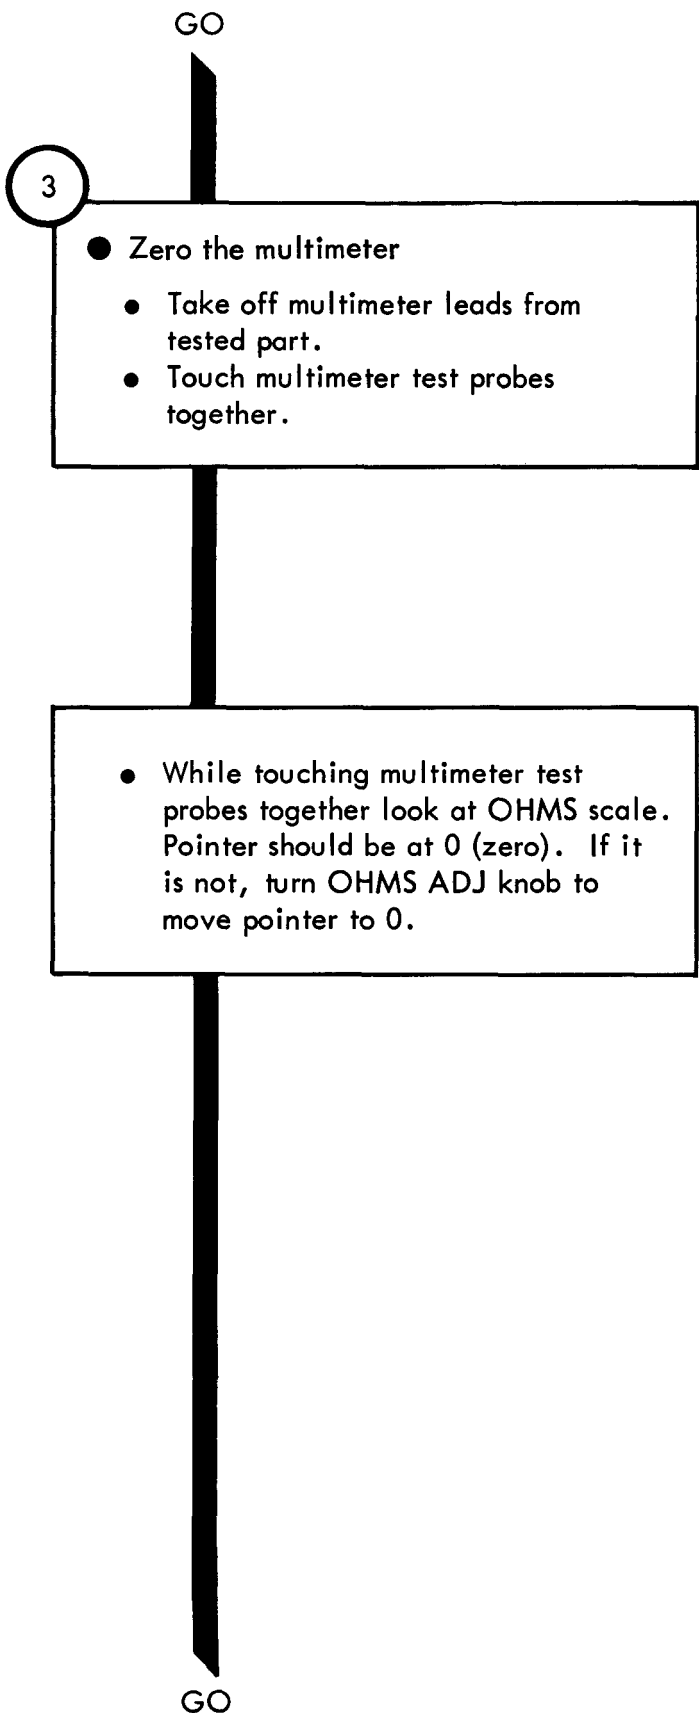 GO
3
● Zero the multimeter
● Take off multimeter leads from
tested part.
● Touch multimeter test probes
together.
● While touching multimeter test
probes together look at OHMS scale.
Pointer should be at 0 (zero). If it
is not, turn OHMS ADJ knob to
move pointer to 0.
GO